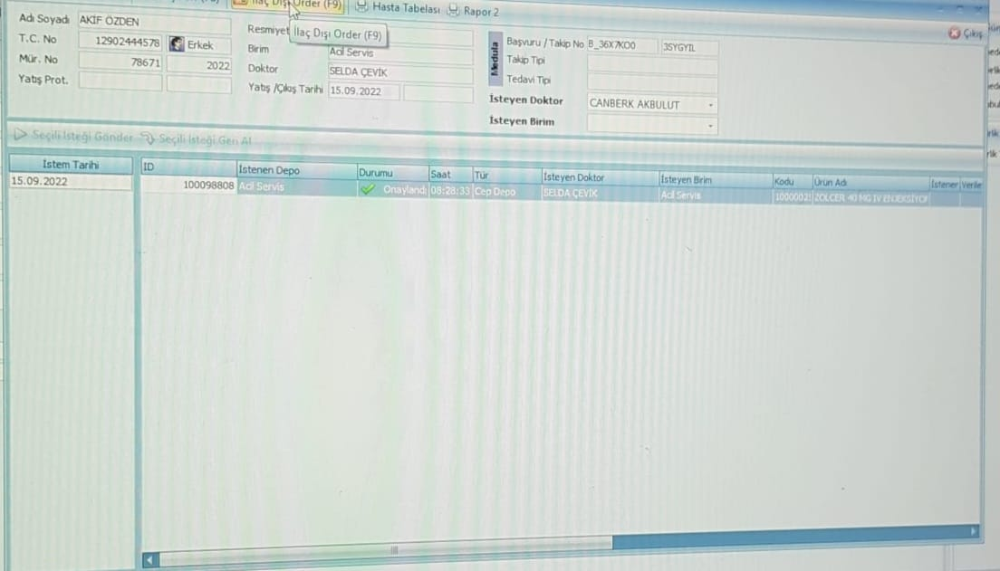 İlaç Dışı Order (F9) Hasta Tabelası Rapor 2
Çıkış
Adı Soyadı AKİF ÖZDEN
T.C. No 12902444578 Erkek
Mür. No 78671 2022
Yatış Prot.
Resmiyet
İlaç Dışı Order (F9)
Birim Acil Servis
Doktor SELDA ÇEVİK
Yatış /Çıkış Tarihi 15.09.2022
Medula
Başvuru / Takip No B_36X7KO0 3SYGYTL
Takip Tipi
Tedavi Tipi
İsteyen Doktor CANBERK AKBULUT
İsteyen Birim
Seçili İsteği Gönder Seçili İsteği Geri Al
İstem Tarihi
15.09.2022
ID İstenen Depo Durumu Saat Tür İsteyen Doktor İsteyen Birim Kodu Ürün Adı İstener Verile
100098808 Acil Servis Onaylandı 08:28:33 Cep Depo SELDA ÇEVİK Acil Servis ZOLCER 40 MG IV ENJEKSİYON